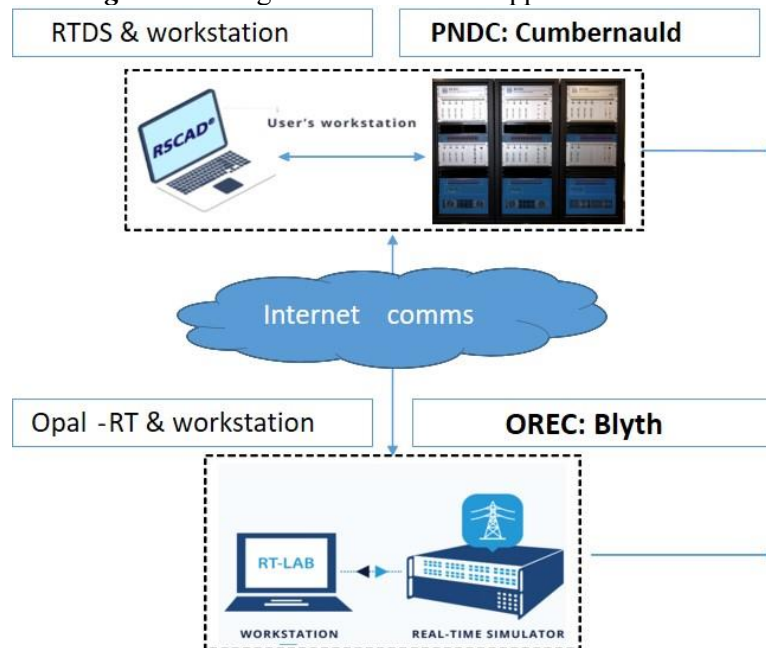 RTDS & workstation
PNDC: Cumbernauld
RSCAD®
User's workstation
Internet comms
Opal -RT & workstation
OREC: Blyth
RT-LAB
WORKSTATION
REAL-TIME SIMULATOR